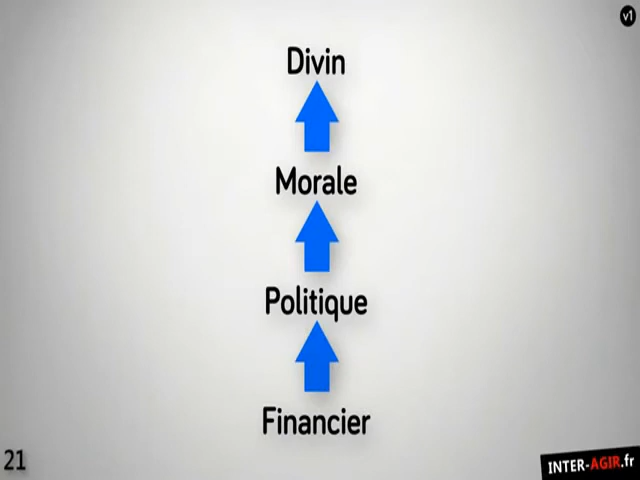 v1
Divin
Morale
Politique
Financier
21
INTER-AGIR.fr